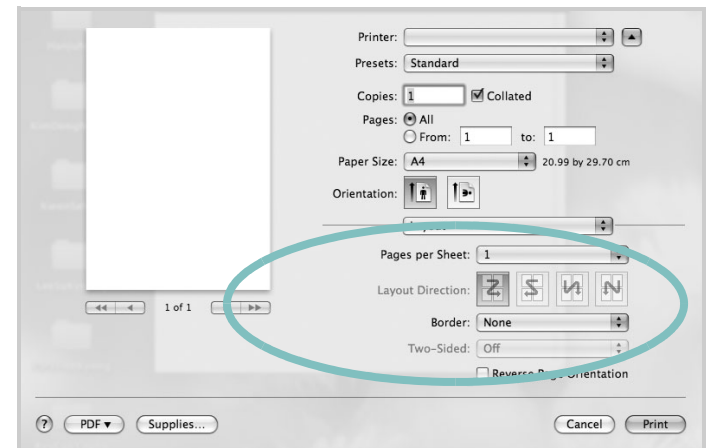 Printer:
Presets: Standard
Copies: 1 Collated
Pages: All
From: 1 to: 1
Paper Size: A4 20.99 by 29.70 cm
Orientation:
Pages per Sheet: 1
Layout Direction:
1 of 1
Border: None
Two-Sided: Off
Reverse Page Orientation
? PDF ▼ Supplies... Cancel Print